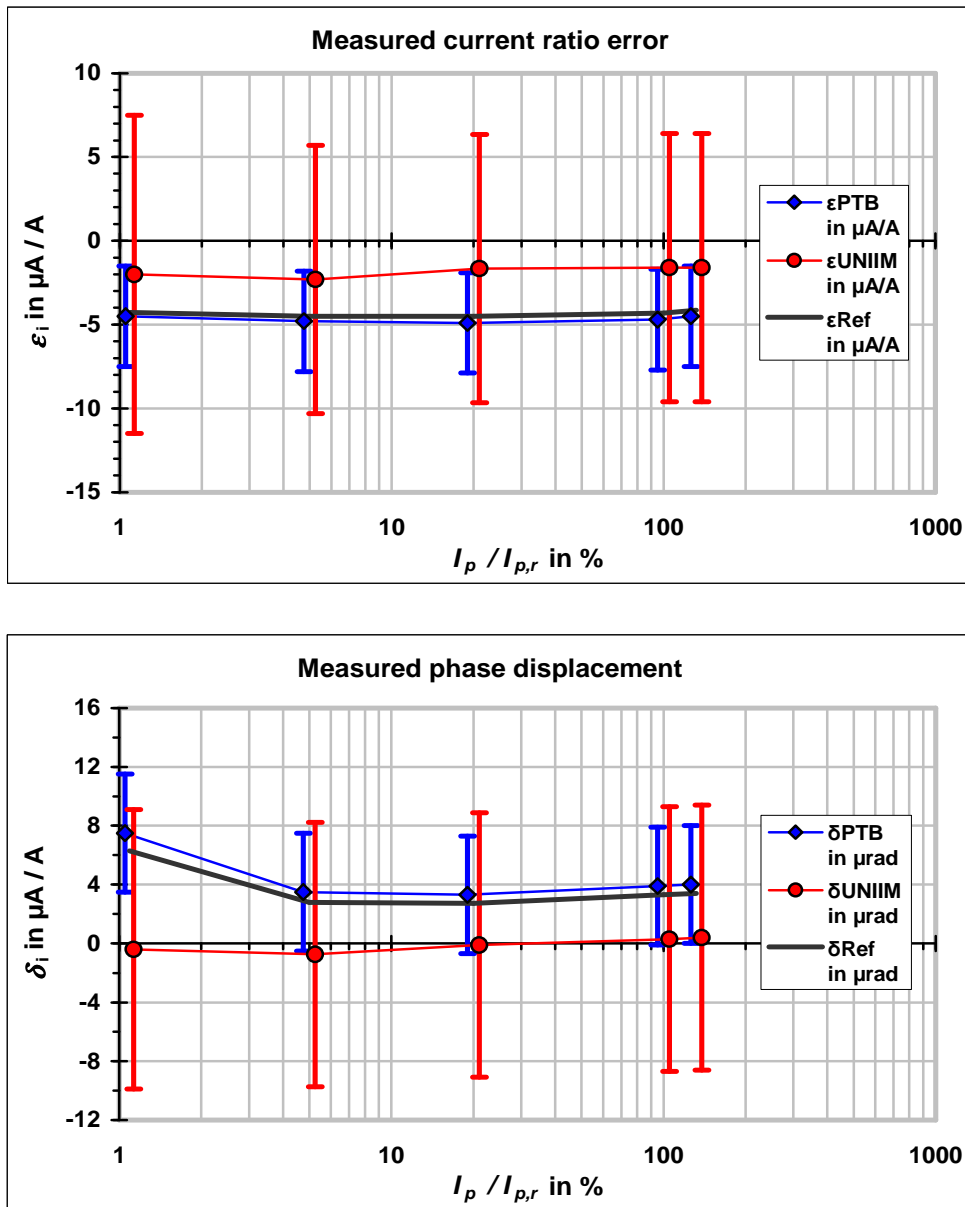 Measured current ratio error
10
5
0
-5
-10
-15
εi in µA / A
1
10
100
1000
Ip / Ip,r in %
εPTB
in µA/A
εUNIIM
in µA/A
εRef
in µA/A
Measured phase displacement
16
12
8
4
0
-4
-8
-12
δi in µA / A
1
10
100
1000
Ip / Ip,r in %
δPTB
in µrad
δUNIIM
in µrad
δRef
in µrad